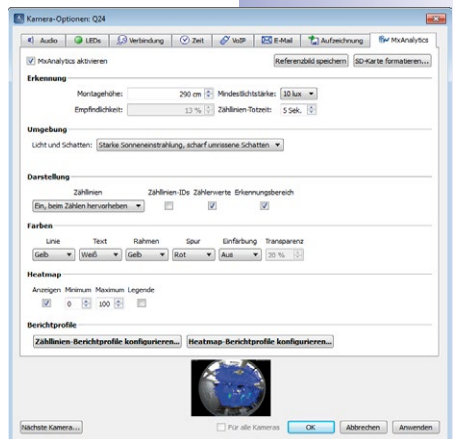 Kamera-Optionen: Q24
Audio LEDs Verbindung Zeit VoIP E-Mail Aufzeichnung MxAnalytics
MxAnalytics aktivieren Referenzbild speichern SD-Karte formatieren...
Erkennung
Montagehöhe: 290 cm Mindestlichtstärke: 10 lux
Empfindlichkeit: 13 % Zähllinien-Totzeit: 5 Sek.
Umgebung
Licht und Schatten: Starke Sonneneinstrahlung, scharf umrissene Schatten
Darstellung
Zähllinien Zähllinien-IDs Zählerwerte Erkennungsbereich
Ein, beim Zählen hervorheben
Farben
Linie Text Rahmen Spur Einfärbung Transparenz
Gelb Weiß Gelb Rot Aus 20 %
Heatmap
Anzeigen Minimum Maximum Legende
0 100
Berichtprofile
Zähllinien-Berichtprofile konfigurieren... Heatmap-Berichtprofile konfigurieren...
Nächste Kamera... Für alle Kameras OK Abbrechen Anwenden